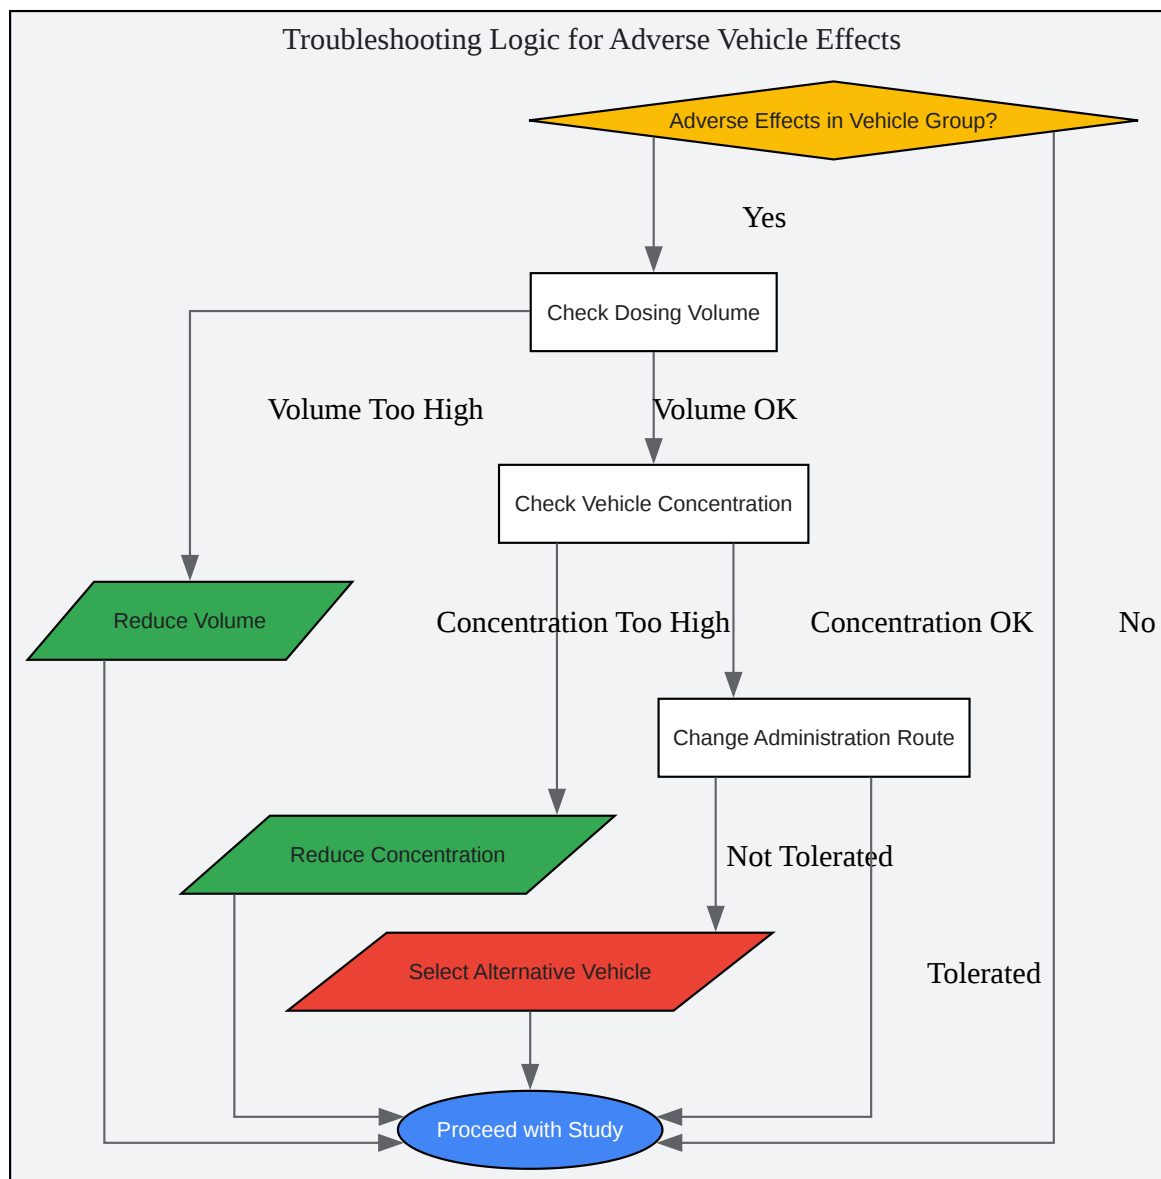 Troubleshooting Logic for Adverse Vehicle Effects
Adverse Effects in Vehicle Group?
Yes
Check Dosing Volume
Volume Too High
Volume OK
Check Vehicle Concentration
Reduce Volume
Concentration Too High
Concentration OK
No
Change Administration Route
Reduce Concentration
Not Tolerated
Select Alternative Vehicle
Tolerated
Proceed with Study